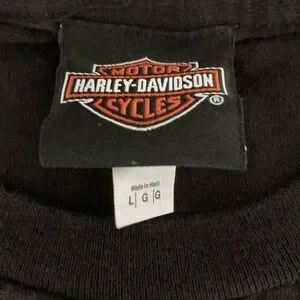 MOTOR
HARLEY-DAVIDSON
CYCLES ®
Made in Haiti
L | G | G